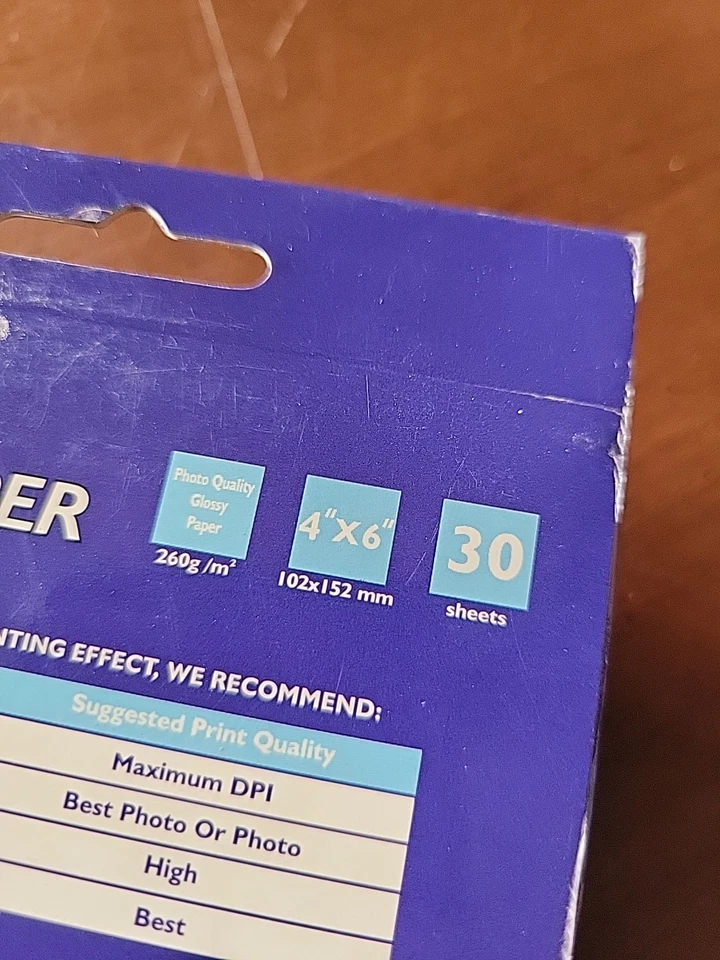 PER
Photo Quality
Glossy
Paper
260g /m²
4"X6"
102x152 mm
30
sheets
NTING EFFECT, WE RECOMMEND:
Suggested Print Quality
Maximum DPI
Best Photo Or Photo
High
Best